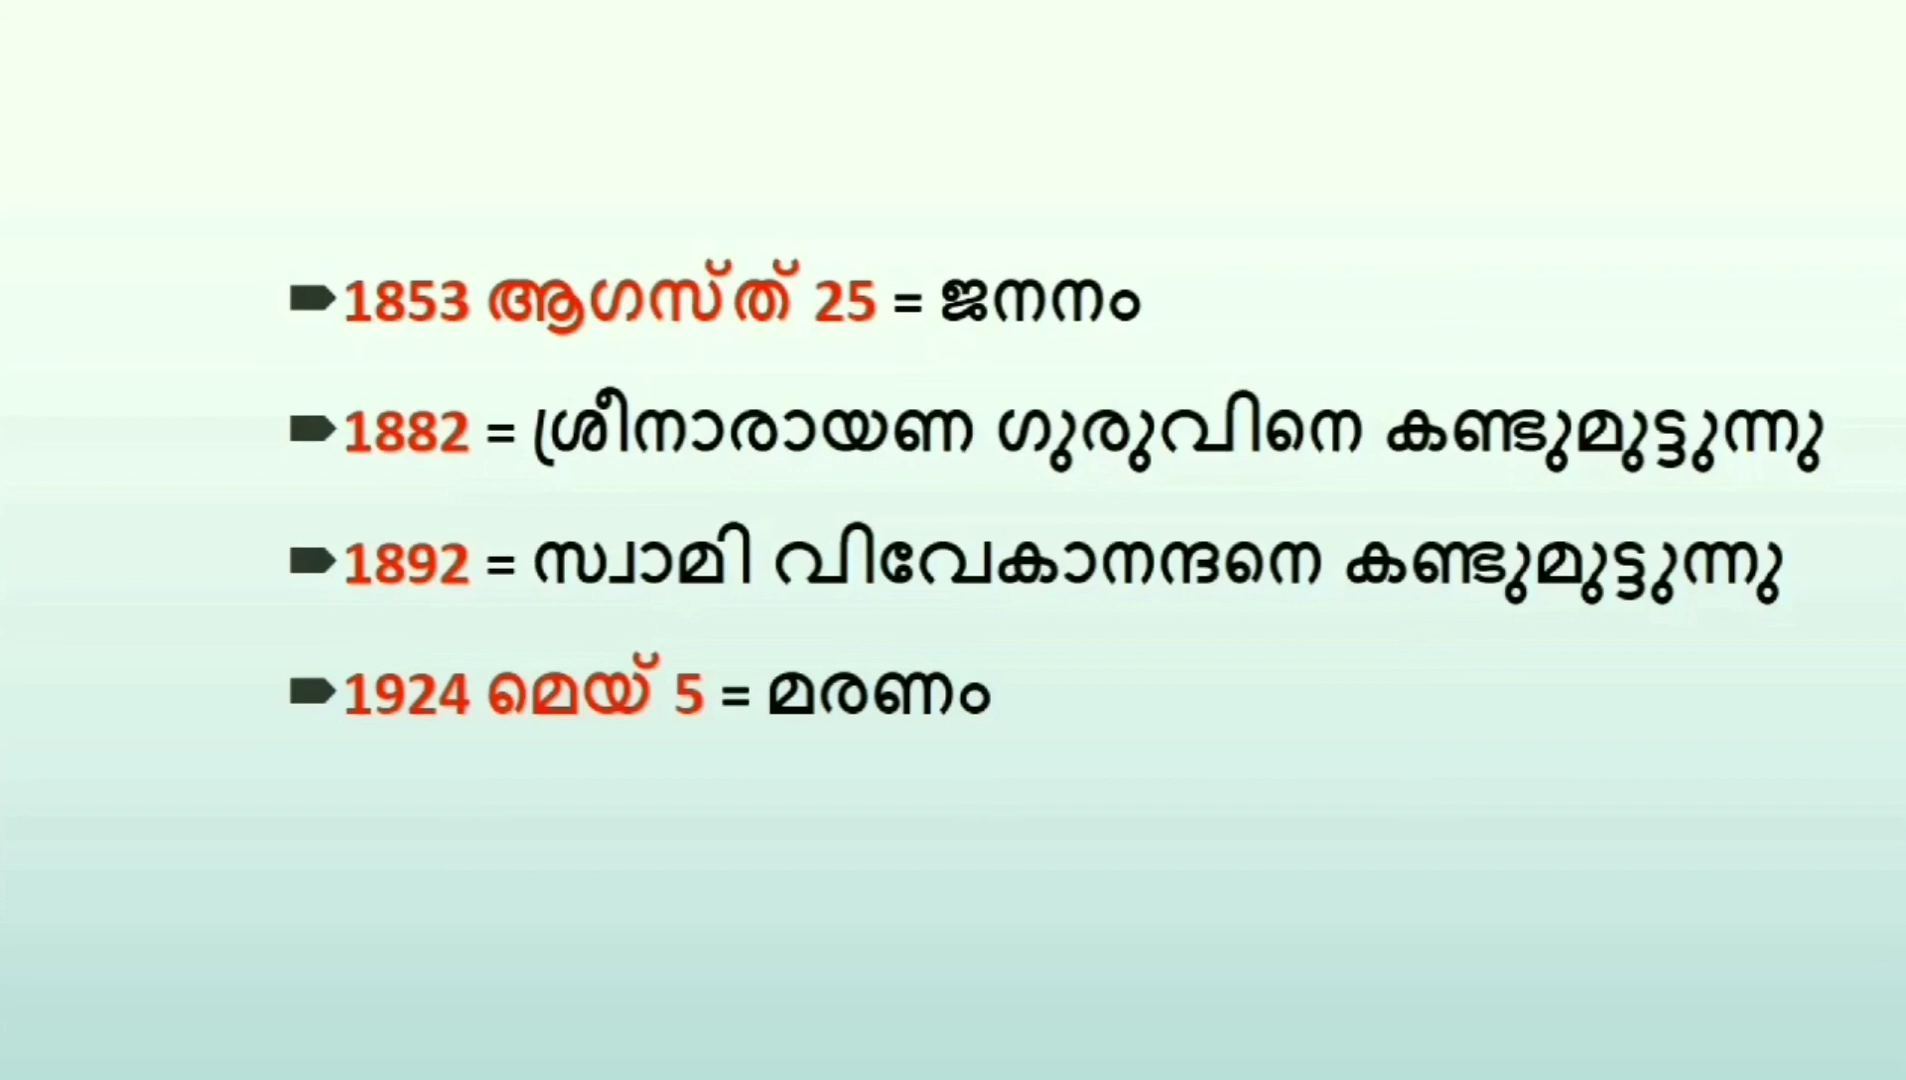 1853 ആഗസ്ത് 25 = ജനനം
1882 = ശ്രീനാരായണ ഗുരുവിനെ കണ്ടുമുട്ടുന്നു
1892 = സ്വാമി വിവേകാനന്ദനെ കണ്ടുമുട്ടുന്നു
1924 മെയ് 5 = മരണം